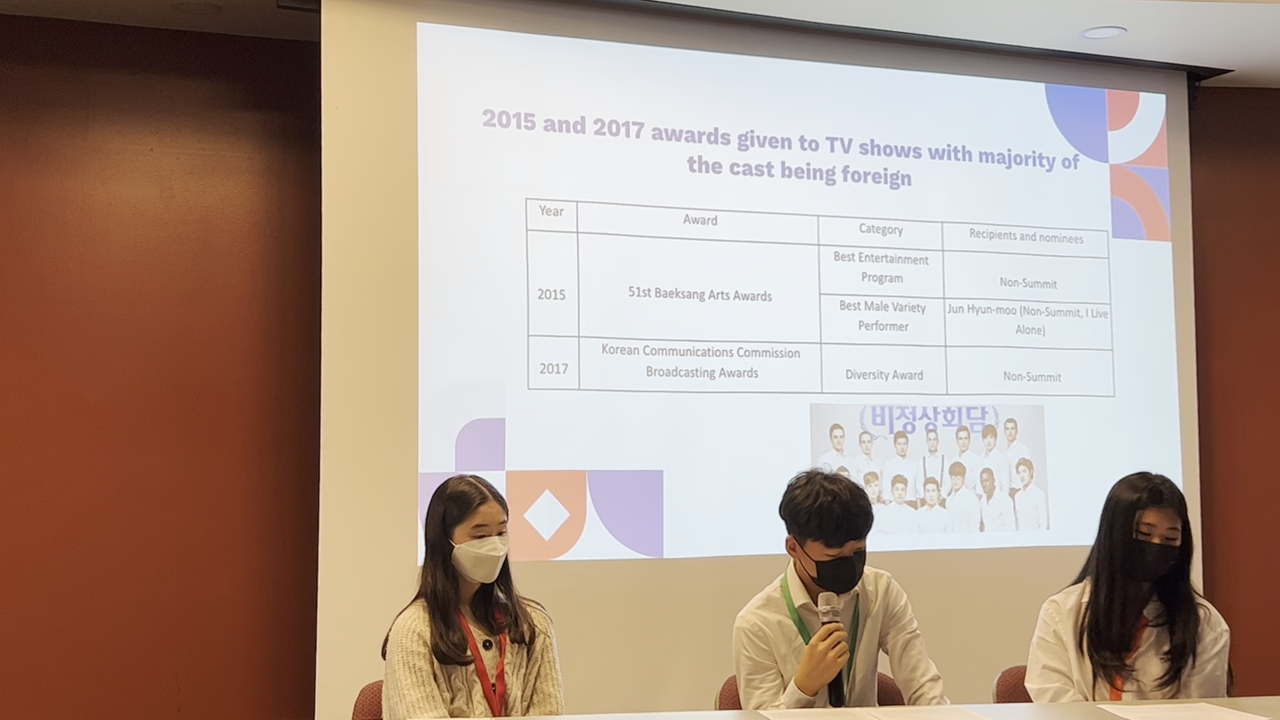 2015 and 2017 awards given to TV shows with majority of
the cast being foreign
Year Award Category Recipients and nominees
2015 51st Baeksang Arts Awards
Best Entertainment
Program
Non-Summit
Best Male Variety
Performer
Jun Hyun-moo (Non-Summit, I Live
Alone)
2017
Korean Communications Commission
Broadcasting Awards
Diversity Award
Non-Summit
비정상회담